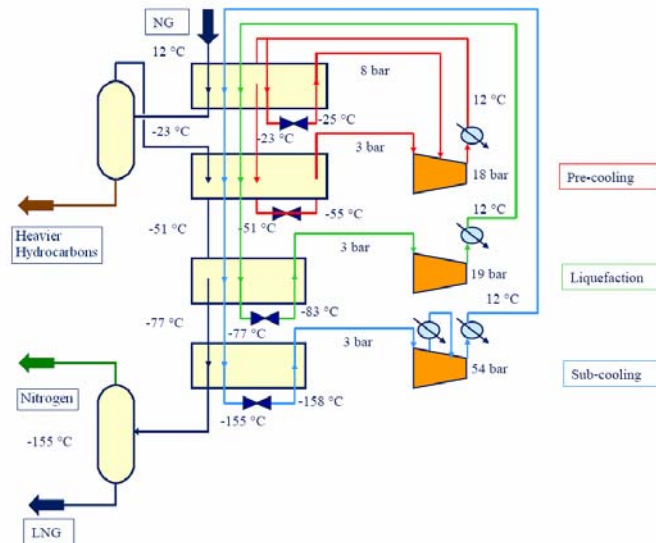 NG
12 °C
8 bar
12 °C
-25 °C
-23 °C
-23 °C
3 bar
18 bar
Pre-cooling
-55 °C
12 °C
Heavier
Hydrocarbons
-51 °C
-51 °C
3 bar
19 bar
Liquefaction
-83 °C
12 °C
-77 °C
-77 °C
3 bar
54 bar
Sub-cooling
Nitrogen
-158 °C
-155 °C
-155 °C
LNG